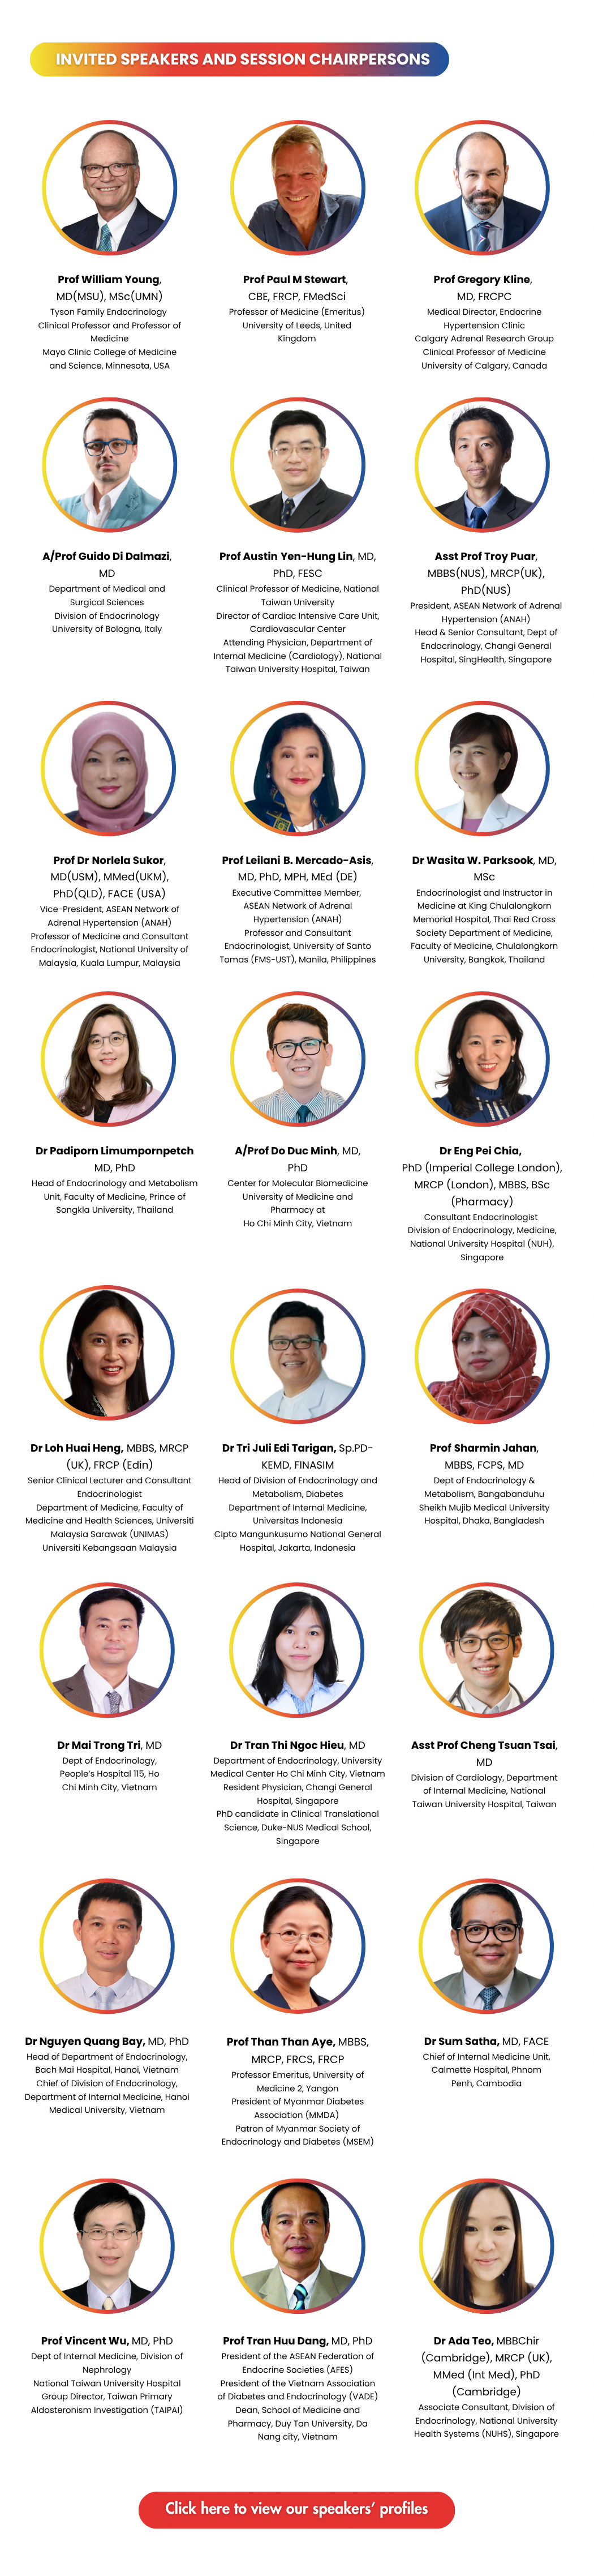 INVITED SPEAKERS AND SESSION CHAIRPERSONS
Prof William Young,
MD(MSU), MSc(UMN)
Tyson Family Endocrinology
Clinical Professor and Professor of
Medicine
Mayo Clinic College of Medicine
and Science, Minnesota, USA
Prof Paul M Stewart,
CBE, FRCP, FMedSci
Professor of Medicine (Emeritus)
University of Leeds, United
Kingdom
Prof Gregory Kline,
MD, FRCPC
Medical Director, Endocrine
Hypertension Clinic
Calgary Adrenal Research Group
Clinical Professor of Medicine
University of Calgary, Canada
A/Prof Guido Di Dalmazi,
MD
Department of Medical and
Surgical Sciences
Division of Endocrinology
University of Bologna, Italy
Prof Austin Yen-Hung Lin, MD,
PhD, FESC
Clinical Professor of Medicine, National
Taiwan University
Director of Cardiac Intensive Care Unit,
Cardiovascular Center
Attending Physician, Department of
Internal Medicine (Cardiology), National
Taiwan University Hospital, Taiwan
Asst Prof Troy Puar,
MBBS(NUS), MRCP(UK),
PhD(NUS)
President, ASEAN Network of Adrenal
Hypertension (ANAH)
Head & Senior Consultant, Dept of
Endocrinology, Changi General
Hospital, SingHealth, Singapore
Prof Dr Norlela Sukor,
MD(USM), MMed(UKM),
PhD(QLD), FACE (USA)
Vice-President, ASEAN Network of
Adrenal Hypertension (ANAH)
Professor of Medicine and Consultant
Endocrinologist, National University of
Malaysia, Kuala Lumpur, Malaysia
Prof Leilani B. Mercado-Asis,
MD, PhD, MPH, MEd (DE)
Executive Committee Member,
ASEAN Network of Adrenal
Hypertension (ANAH)
Professor and Consultant
Endocrinologist, University of Santo
Tomas (FMS-UST), Manila, Philippines
Dr Wasita W. Parksook, MD,
MSc
Endocrinologist and Instructor in
Medicine at King Chulalongkorn
Memorial Hospital, Thai Red Cross
Society Department of Medicine,
Faculty of Medicine, Chulalongkorn
University, Bangkok, Thailand
Dr Padiporn Limumpornpetch
MD, PhD
Head of Endocrinology and Metabolism
Unit, Faculty of Medicine, Prince of
Songkla University, Thailand
A/Prof Do Duc Minh, MD,
PhD
Center for Molecular Biomedicine
University of Medicine and
Pharmacy at
Ho Chi Minh City, Vietnam
Dr Eng Pei Chia,
PhD (Imperial College London),
MRCP (London), MBBS, BSc
(Pharmacy)
Consultant Endocrinologist
Division of Endocrinology, Medicine,
National University Hospital (NUH),
Singapore
Dr Loh Huai Heng, MBBS, MRCP
(UK), FRCP (Edin)
Senior Clinical Lecturer and Consultant
Endocrinologist
Department of Medicine, Faculty of
Medicine and Health Sciences, Universiti
Malaysia Sarawak (UNIMAS)
Universiti Kebangsaan Malaysia
Dr Tri Juli Edi Tarigan, Sp.PD-
KEMD, FINASIM
Head of Division of Endocrinology and
Metabolism, Diabetes
Department of Internal Medicine,
Universitas Indonesia
Cipto Mangunkusumo National General
Hospital, Jakarta, Indonesia
Prof Sharmin Jahan,
MBBS, FCPS, MD
Dept of Endocrinology &
Metabolism, Bangabandhu
Sheikh Mujib Medical University
Hospital, Dhaka, Bangladesh
Dr Mai Trong Tri, MD
Dept of Endocrinology,
People's Hospital 115, Ho
Chi Minh City, Vietnam
Dr Tran Thi Ngoc Hieu, MD
Department of Endocrinology, University
Medical Center Ho Chi Minh City, Vietnam
Resident Physician, Changi General
Hospital, Singapore
PhD candidate in Clinical Translational
Science, Duke-NUS Medical School,
Singapore
Asst Prof Cheng Tsuan Tsai,
MD
Division of Cardiology, Department
of Internal Medicine, National
Taiwan University Hospital, Taiwan
Dr Nguyen Quang Bay, MD, PhD
Head of Department of Endocrinology,
Bach Mai Hospital, Hanoi, Vietnam
Chief of Division of Endocrinology,
Department of Internal Medicine, Hanoi
Medical University, Vietnam
Prof Than Than Aye, MBBS,
MRCP, FRCS, FRCP
Professor Emeritus, University of
Medicine 2, Yangon
President of Myanmar Diabetes
Association (MMDA)
Patron of Myanmar Society of
Endocrinology and Diabetes (MSEM)
Dr Sum Satha, MD, FACE
Chief of Internal Medicine Unit,
Calmette Hospital, Phnom
Penh, Cambodia
Prof Vincent Wu, MD, PhD
Dept of Internal Medicine, Division of
Nephrology
National Taiwan University Hospital
Group Director, Taiwan Primary
Aldosteronism Investigation (TAIPAI)
Prof Tran Huu Dang, MD, PhD
President of the ASEAN Federation of
Endocrine Societies (AFES)
President of the Vietnam Association
of Diabetes and Endocrinology (VADE)
Dean, School of Medicine and
Pharmacy, Duy Tan University, Da
Nang city, Vietnam
Dr Ada Teo, MBBChir
(Cambridge), MRCP (UK),
MMed (Int Med), PhD
(Cambridge)
Associate Consultant, Division of
Endocrinology, National University
Health Systems (NUHS), Singapore
Click here to view our speakers' profiles